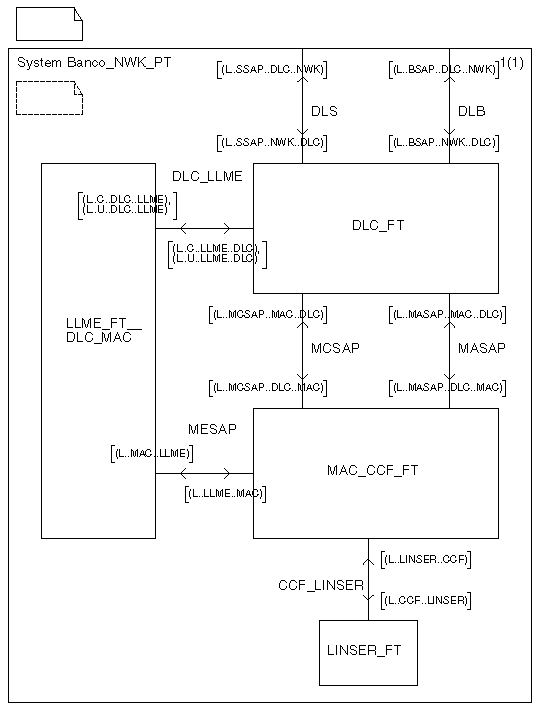 System Banco_NWK_PT
1(1)
[(L..SSAP..DLC..NWK)]
[(L..BSAP..DLC..NWK)]
DLS
DLB
[(L..SSAP..NWK..DLC)]
[(L..BSAP..NWK..DLC)]
DLC_LLME
[(L.C..DLC..LLME),
(L.U..DLC..LLME)]
DLC_FT
[(L.C..LLME..DLC),
(L.U..LLME..DLC)]
[(L..MCSAP..MAC..DLC)]
[(L..MASAP..MAC..DLC)]
LLME_FT__
DLC_MAC
MCSAP
MASAP
[(L..MCSAP..DLC..MAC)]
[(L..MASAP..DLC..MAC)]
MESAP
[(L..MAC..LLME)]
MAC_CCF_FT
[(L..LLME..MAC)]
[(L..LINSER..CCF)]
CCF_LINSER
[(L..CCF..LINSER)]
LINSER_FT